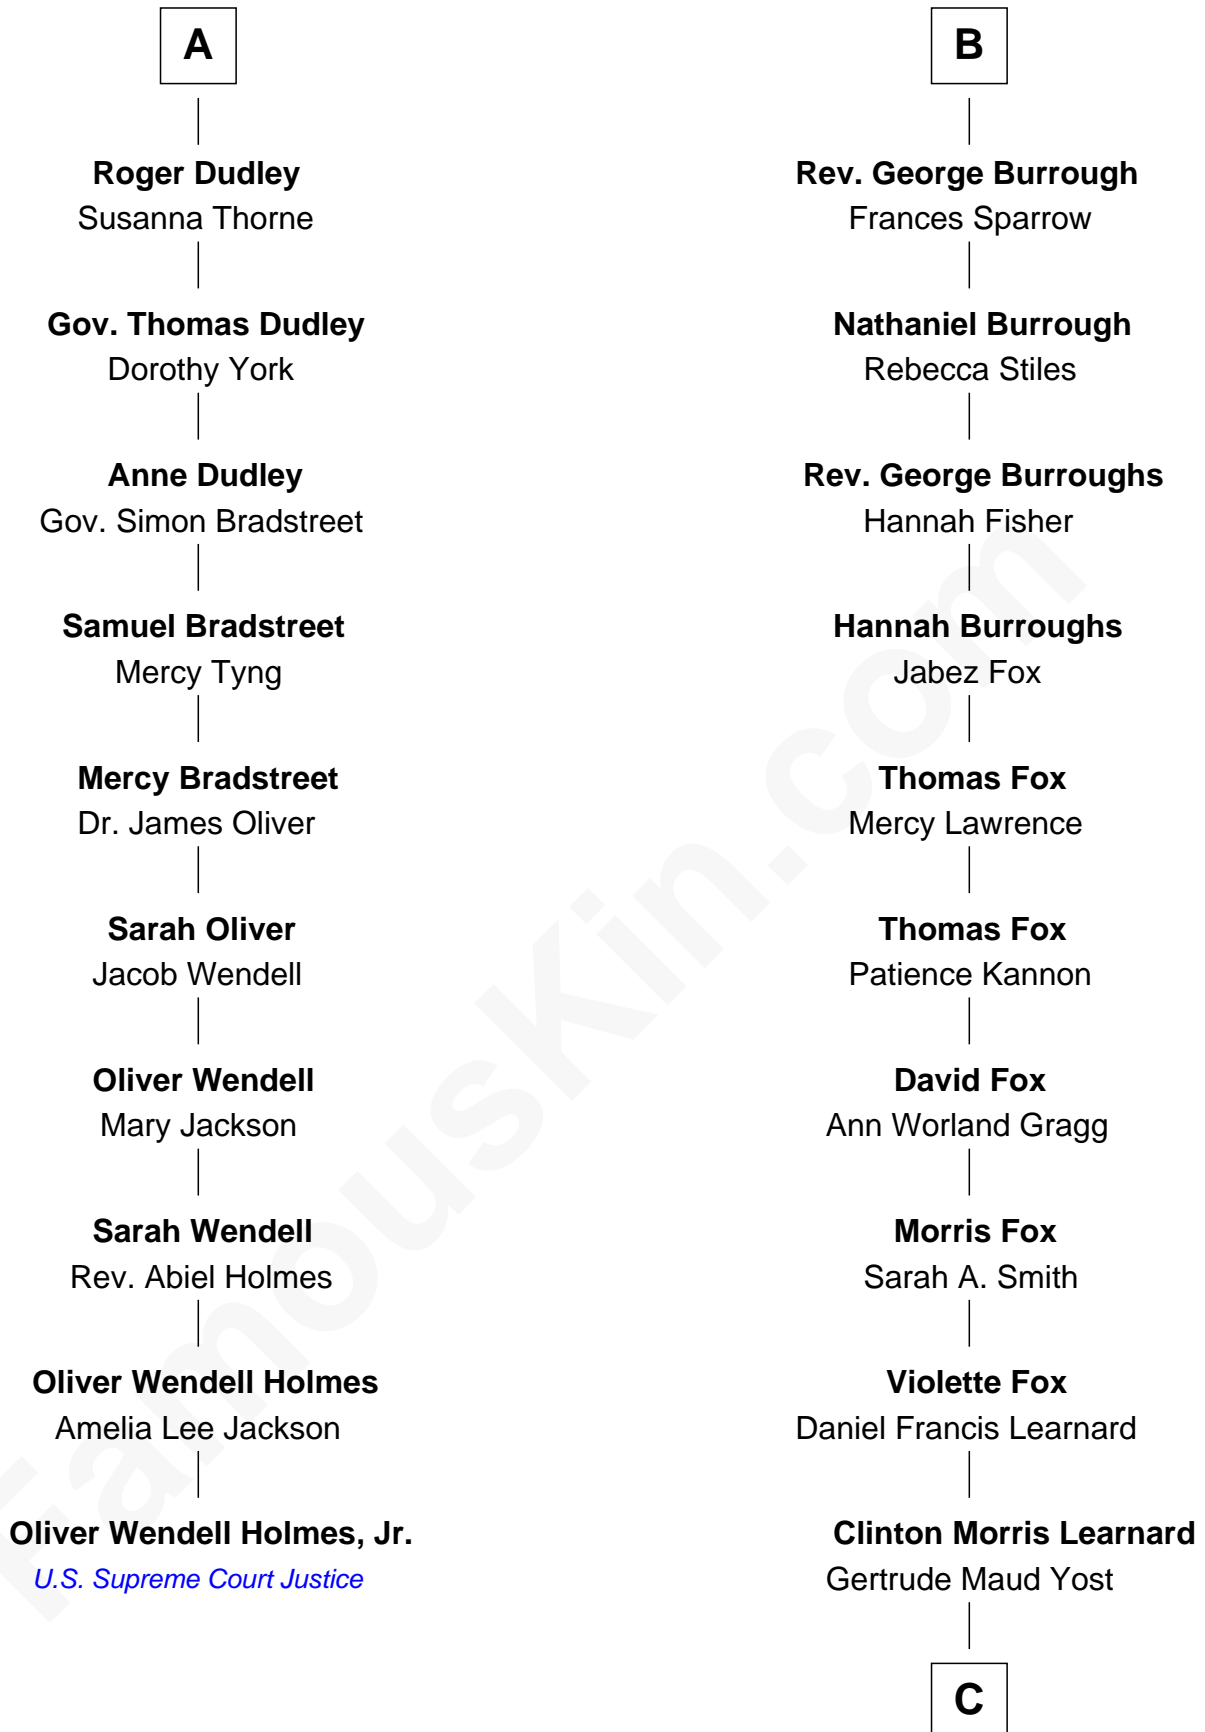 A
Roger Dudley
Susanna Thorne
Gov. Thomas Dudley
Dorothy York
Anne Dudley
Gov. Simon Bradstreet
Samuel Bradstreet
Mercy Tyng
Mercy Bradstreet
Dr. James Oliver
Sarah Oliver
Jacob Wendell
Oliver Wendell
Mary Jackson
Sarah Wendell
Rev. Abiel Holmes
Oliver Wendell Holmes
Amelia Lee Jackson
Oliver Wendell Holmes, Jr.
U.S. Supreme Court Justice
B
Rev. George Burrough
Frances Sparrow
Nathaniel Burrough
Rebecca Stiles
Rev. George Burroughs
Hannah Fisher
Hannah Burroughs
Jabez Fox
Thomas Fox
Mercy Lawrence
Thomas Fox
Patience Kannon
David Fox
Ann Worland Gragg
Morris Fox
Sarah A. Smith
Violette Fox
Daniel Francis Learnard
Clinton Morris Learnard
Gertrude Maud Yost
C
FamousKin.com